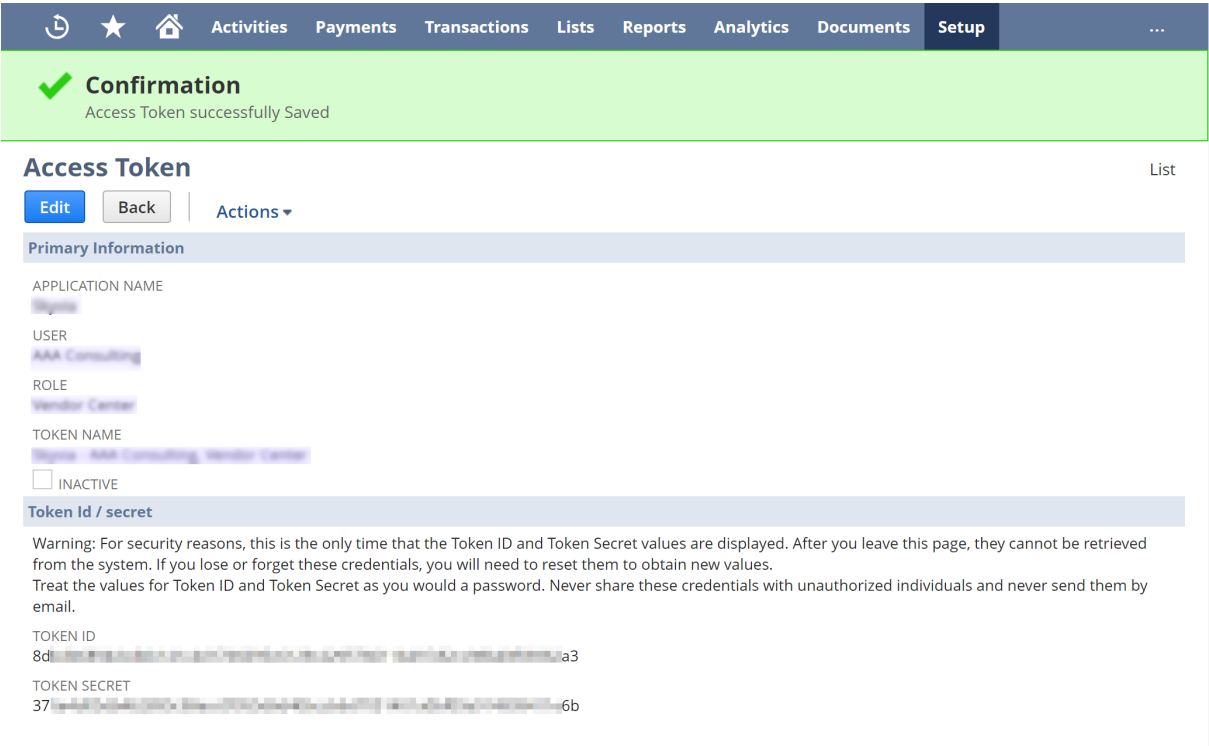 Activities Payments Transactions Lists Reports Analytics Documents Setup ...
Confirmation
Access Token successfully Saved
Access Token
List
Edit Back Actions
Primary Information
APPLICATION NAME
USER
ROLE
TOKEN NAME
INACTIVE
Token Id / secret
Warning: For security reasons, this is the only time that the Token ID and Token Secret values are displayed. After you leave this page, they cannot be retrieved
from the system. If you lose or forget these credentials, you will need to reset them to obtain new values.
Treat the values for Token ID and Token Secret as you would a password. Never share these credentials with unauthorized individuals and never send them by
email.
TOKEN ID
8d a3
TOKEN SECRET
37 6b